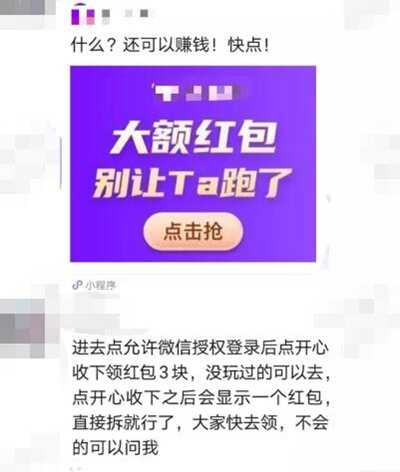 什么？还可以赚钱！快点！
大额红包
别让Ta跑了
点击抢
小程序
进去点允许微信授权登录后点开心
收下领红包3块，没玩过的可以去，
点开心收下之后会显示一个红包，
直接拆就行了，大家快去领，不会
的可以问我